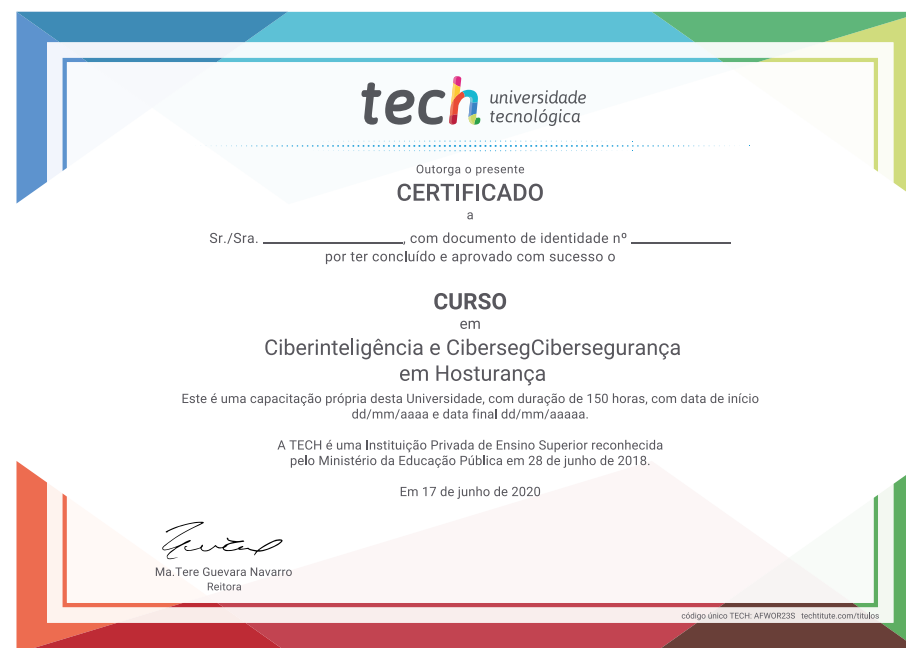 tech universidade
tecnológica
Outorga o presente
CERTIFICADO
a
Sr./Sra. ________________, com documento de identidade nº ____________
por ter concluído e aprovado com sucesso o
CURSO
em
Ciberinteligência e CibersegCibersegurança
em Hosturança
Este é uma capacitação própria desta Universidade, com duração de 150 horas, com data de início
dd/mm/aaaa e data final dd/mm/aaaaa.
A TECH é uma Instituição Privada de Ensino Superior reconhecida
pelo Ministério da Educação Pública em 28 de junho de 2018.
Em 17 de junho de 2020
Ma.Tere Guevara Navarro
Reitora
código único TECH: AFWOR23S techtitute.com/titulos